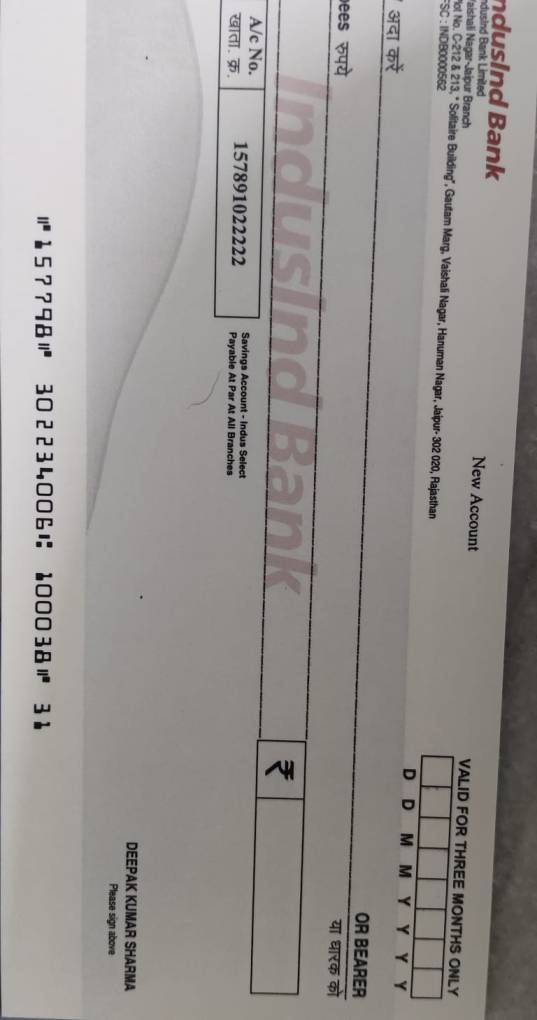 IndusInd Bank
IndusInd Bank Limited
Vaishali Nagar-Jaipur Branch
Plot No. C-212 & 213, "Solitaire Building", Gautam Marg, Vaishali Nagar, Hanuman Nagar, Jaipur- 302 020, Rajasthan
FSC : INDB0000562
New Account
VALID FOR THREE MONTHS ONLY
D D M M Y Y Y Y
अदा करें
OR BEARER
या धारक को
ees रुपये
₹
IndusInd Bank
A/c No.
खाता. क्र.
157891022222
Savings Account - Indus Select
Payable At Par At All Branches
DEEPAK KUMAR SHARMA
Please sign above
⑈157798⑈ 302234006⑆ 100038⑈ 31